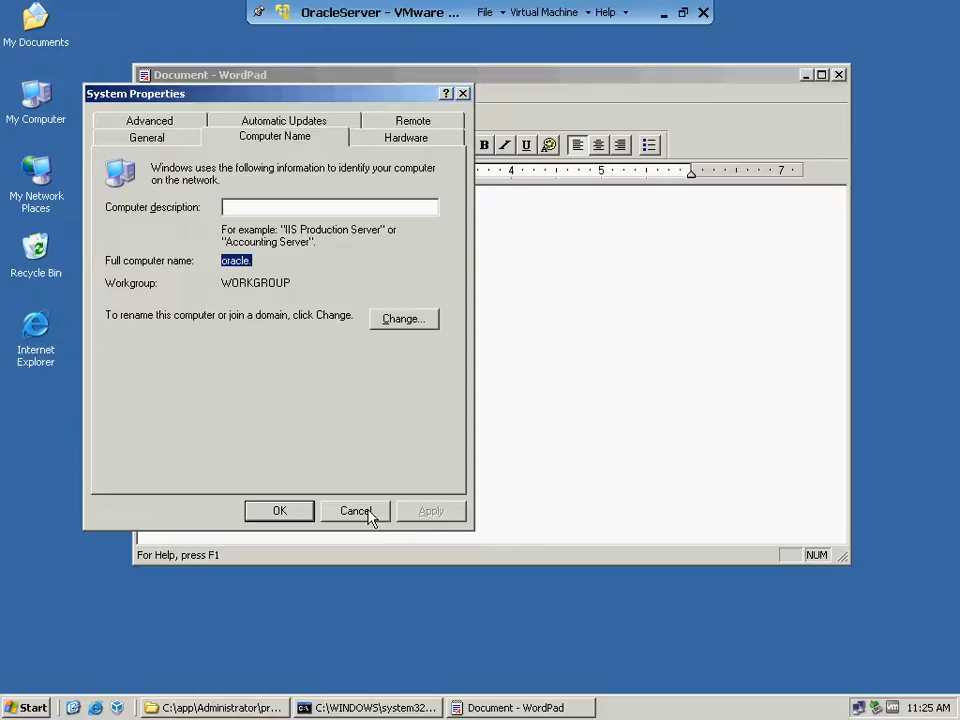 OracleServer - VMware ...
File
Virtual Machine
Help
My Documents
My Computer
My Network
Places
Recycle Bin
Internet
Explorer
Document - WordPad
System Properties
Advanced
Automatic Updates
Remote
General
Computer Name
Hardware
Windows uses the following information to identify your computer
on the network.
Computer description:
For example: "IIS Production Server" or
"Accounting Server".
Full computer name:
oracle.
Workgroup:
WORKGROUP
To rename this computer or join a domain, click Change.
Change...
OK
Cancel
Apply
B
I
U
4
5
7
For Help, press F1
NUM
Start
C:\app\Administrator\pr...
C:\WINDOWS\system32...
Document - WordPad
11:25 AM